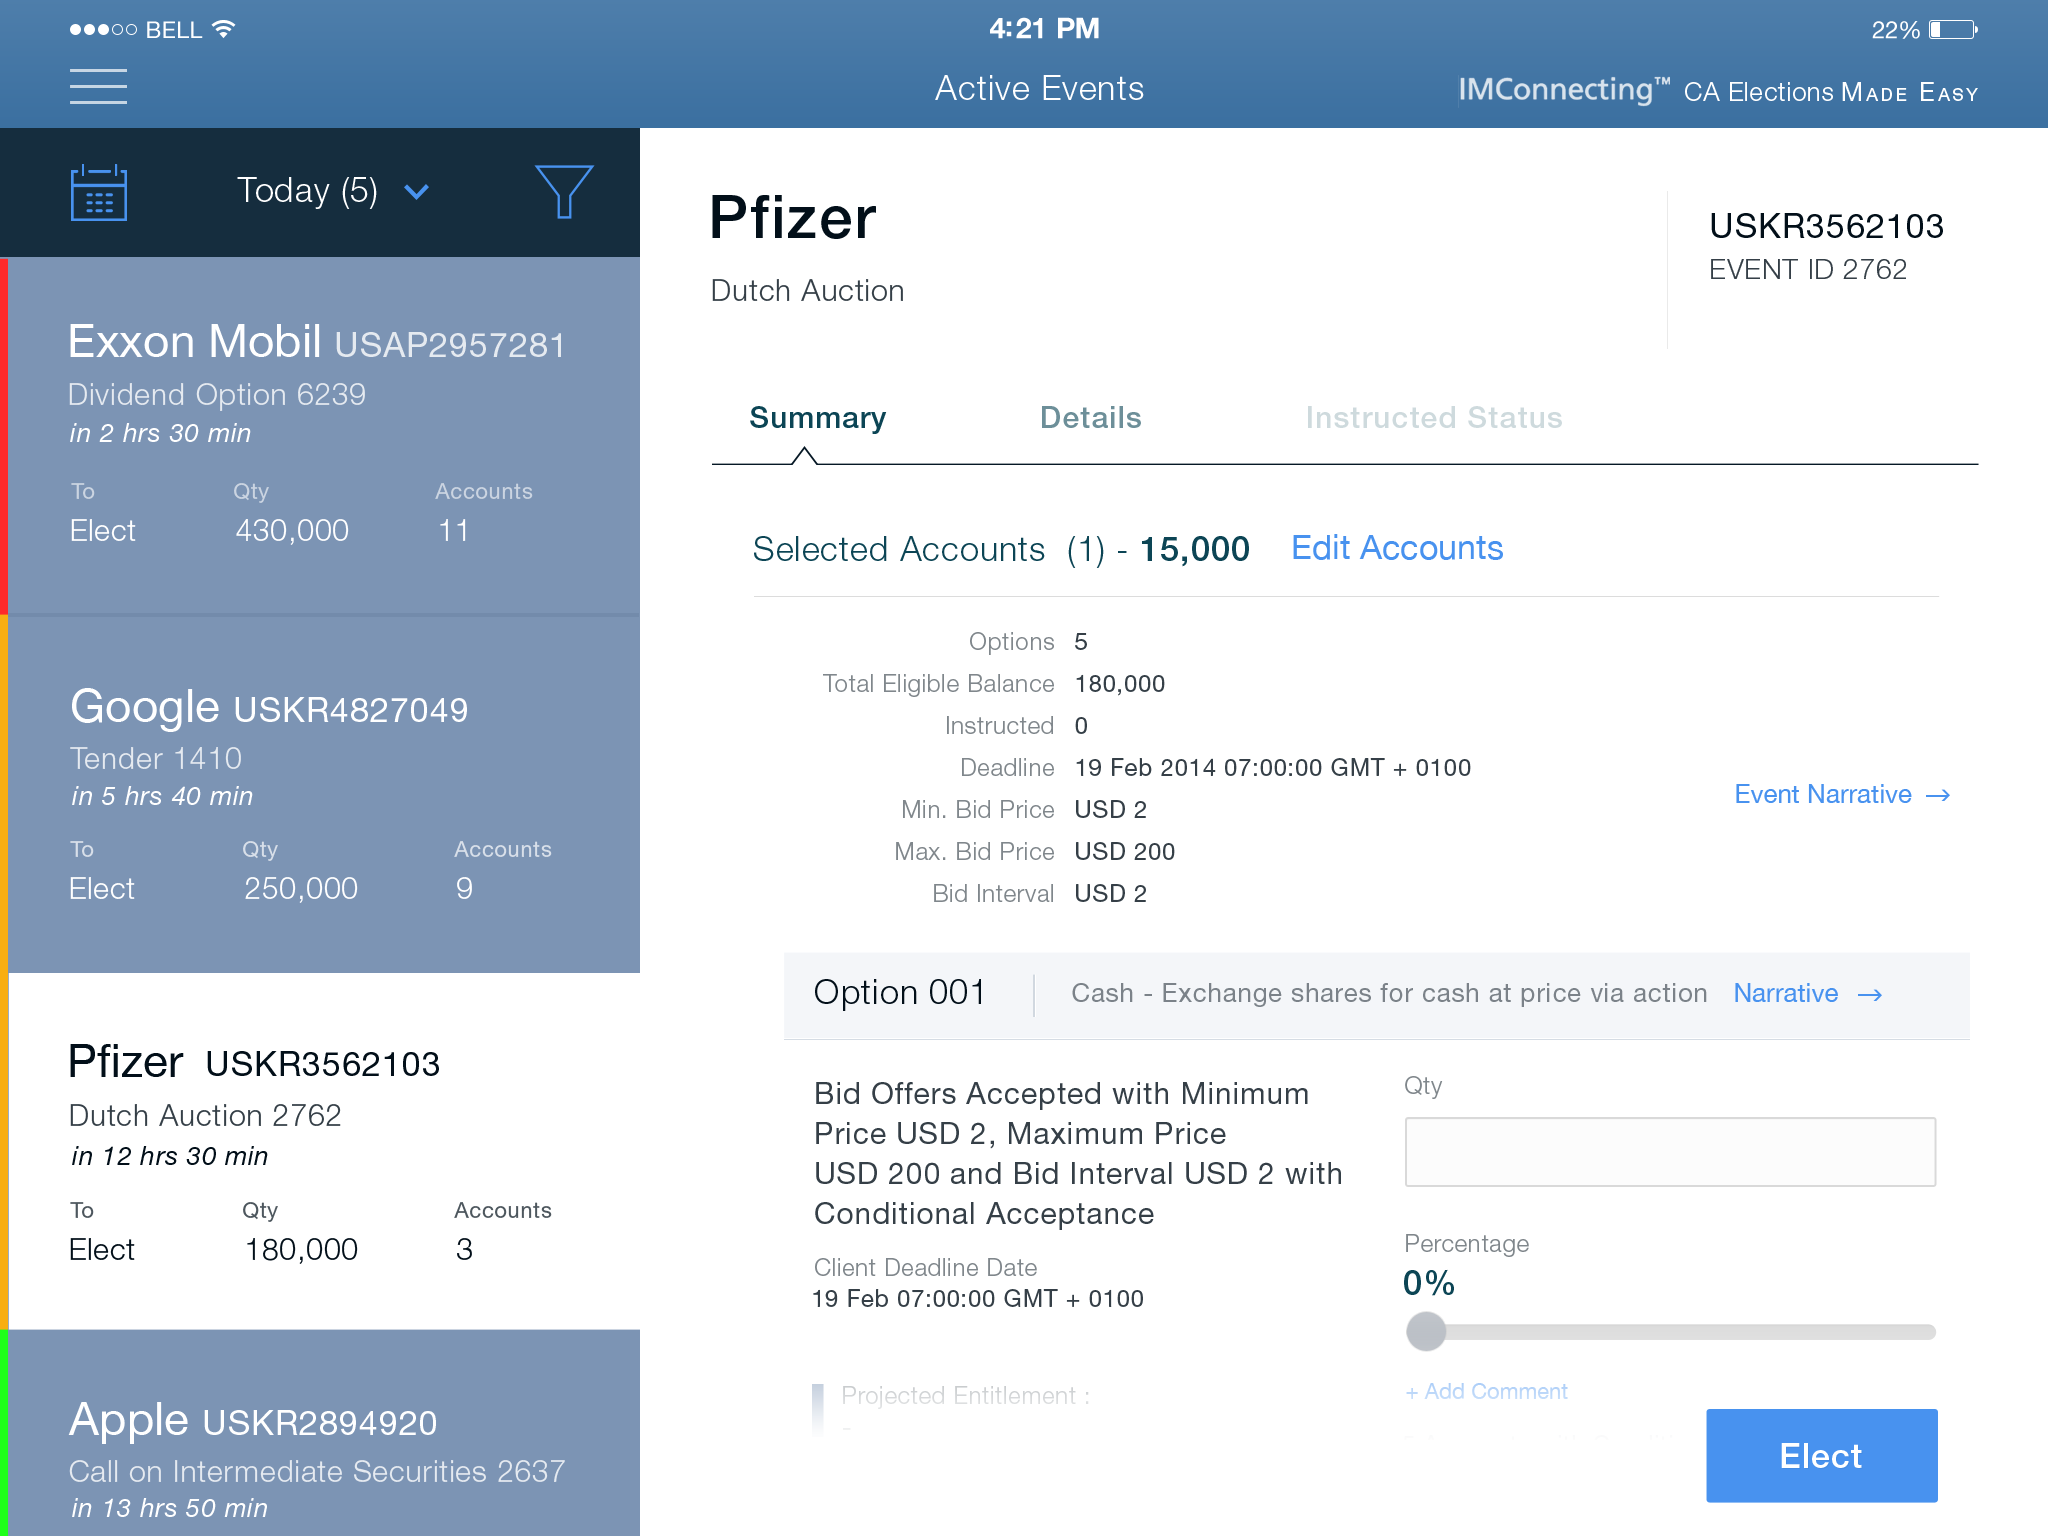 BELL
4:21 PM
22%
Active Events
IMConnecting™ CA Elections MADE EASY
Today (5)
Exxon Mobil USAP2957281
Dividend Option 6239
in 2 hrs 30 min
To Qty Accounts
Elect 430,000 11
Google USKR4827049
Tender 1410
in 5 hrs 40 min
To Qty Accounts
Elect 250,000 9
Pfizer USKR3562103
Dutch Auction 2762
in 12 hrs 30 min
To Qty Accounts
Elect 180,000 3
Apple USKR2894920
Call on Intermediate Securities 2637
in 13 hrs 50 min
Pfizer
Dutch Auction
USKR3562103
EVENT ID 2762
Summary Details Instructed Status
Selected Accounts (1) - 15,000 Edit Accounts
Options 5
Total Eligible Balance 180,000
Instructed 0
Deadline 19 Feb 2014 07:00:00 GMT + 0100
Min. Bid Price USD 2
Max. Bid Price USD 200
Bid Interval USD 2
Event Narrative →
Option 001 Cash - Exchange shares for cash at price via action Narrative →
Bid Offers Accepted with Minimum
Price USD 2, Maximum Price
USD 200 and Bid Interval USD 2 with
Conditional Acceptance
Client Deadline Date
19 Feb 07:00:00 GMT + 0100
Projected Entitlement :
Qty
Percentage
0%
+ Add Comment
Elect